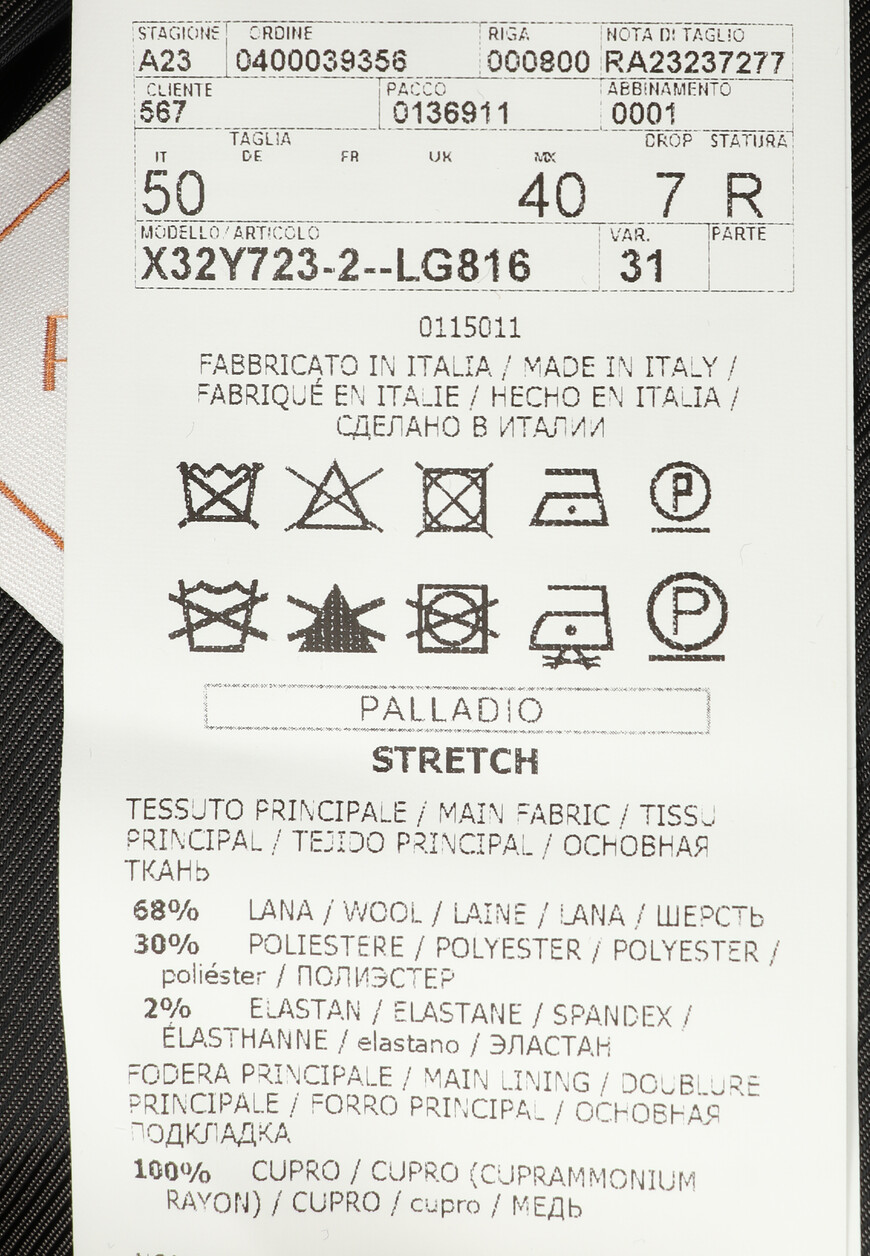 STAGIONE ORDINE RIGA NOTA DI TAGLIO
A23 0400039356 000800 RA23237277
CLIENTE PACCO ABBINAMENTO
567 0136911 0001
TAGLIA DROP STATURA
IT DE FR UK MX
50 40 7 R
MODELLO/ARTICOLO VAR. PARTE
X32Y723-2--LG816 31
0115011
FABBRICATO IN ITALIA / MADE IN ITALY /
FABRIQUÉ EN ITALIE / HECHO EN ITALIA /
СДЕЛАНО В ИТАЛИИ
P
P
PALLADIO
STRETCH
TESSUTO PRINCIPALE / MAIN FABRIC / TISSU
PRINCIPAL / TEJIDO PRINCIPAL / ОСНОВНАЯ
ТКАНЬ
68% LANA / WOOL / LAINE / LANA / ШЕРСТЬ
30% POLIESTERE / POLYESTER / POLYESTER /
poliéster / ПОЛИЭСТЕР
2% ELASTAN / ELASTANE / SPANDEX /
ÉLASTHANNE / elastano / ЭЛАСТАН
FODERA PRINCIPALE / MAIN LINING / DOUBLURE
PRINCIPALE / FORRO PRINCIPAL / ОСНОВНАЯ
ПОДКЛАДКА
100% CUPRO / CUPRO (CUPRAMMONIUM
RAYON) / CUPRO / cupro / МЕДЬ